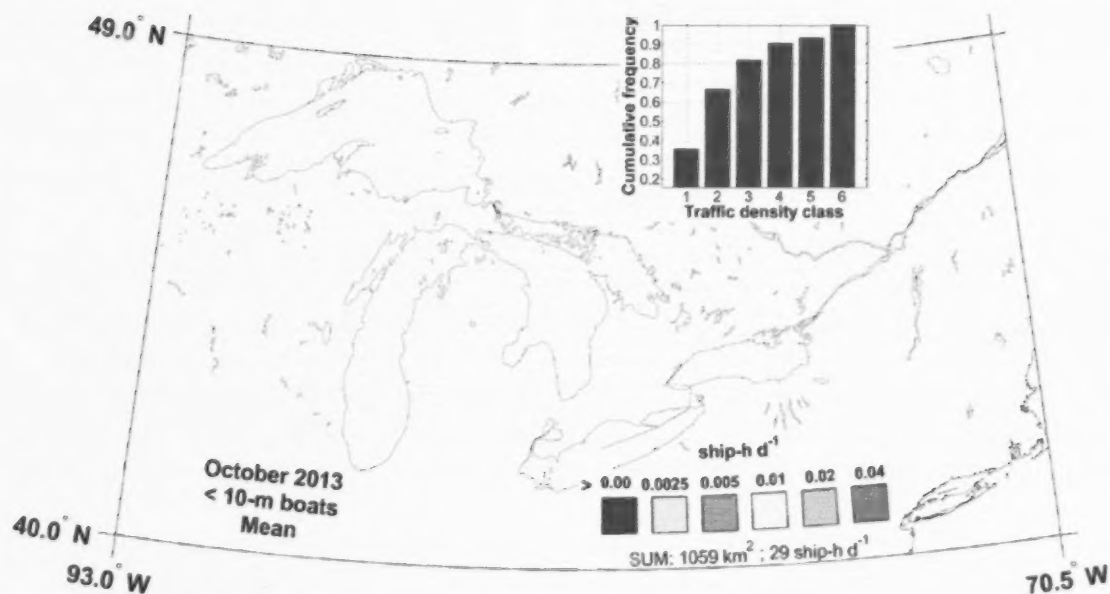 49.0° N
Cumulative frequency
1
0.9
0.8
0.7
0.6
0.5
0.4
0.3
0.2
1 2 3 4 5 6
Traffic density class
October 2013
< 10-m boats
Mean
ship-h d⁻¹
> 0.00 0.0025 0.005 0.01 0.02 0.04
SUM: 1059 km² ; 29 ship-h d⁻¹
40.0° N
93.0° W
70.5° W